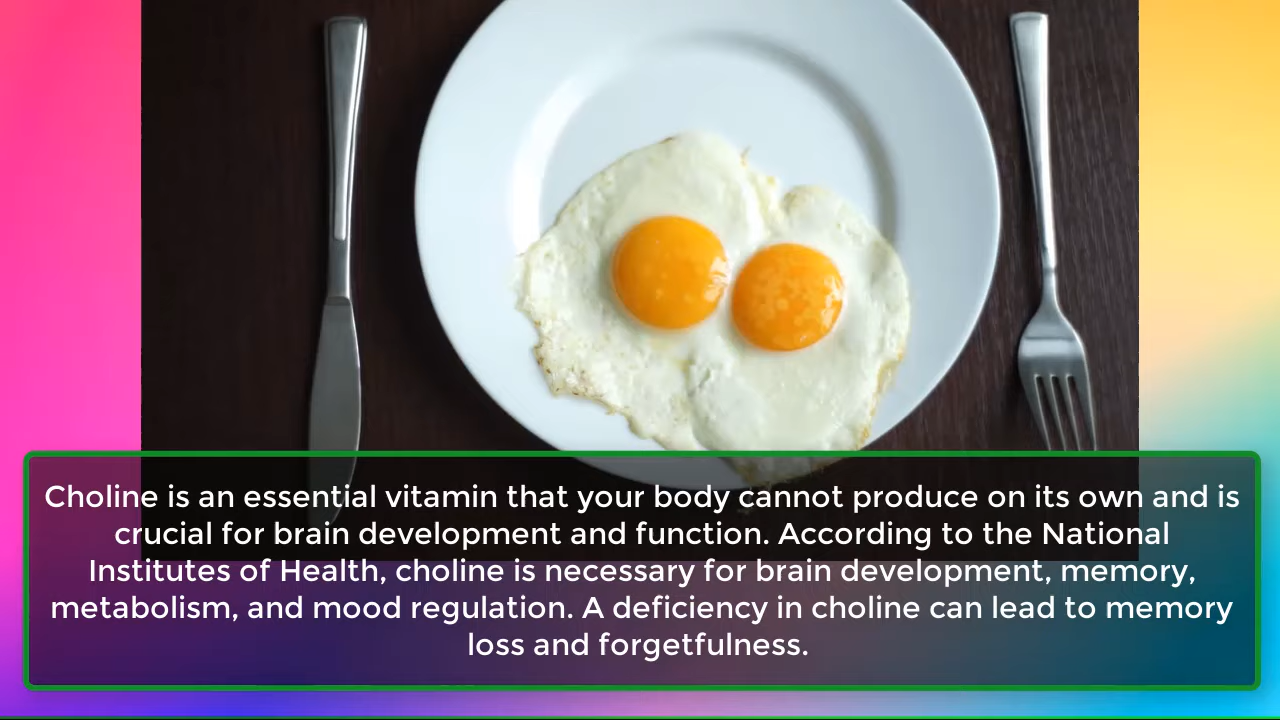 Choline is an essential vitamin that your body cannot produce on its own and is
crucial for brain development and function. According to the National
Institutes of Health, choline is necessary for brain development, memory,
metabolism, and mood regulation. A deficiency in choline can lead to memory
loss and forgetfulness.